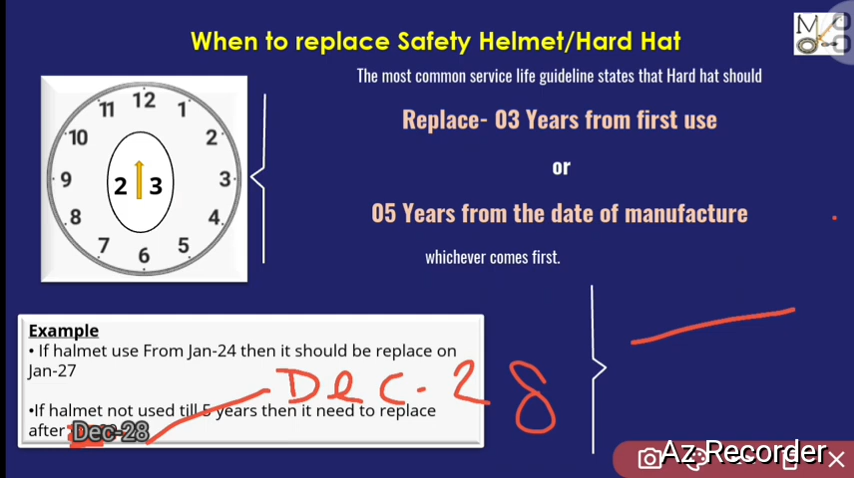 When to replace Safety Helmet/Hard Hat
M
The most common service life guideline states that Hard hat should
Replace- 03 Years from first use
or
05 Years from the date of manufacture
whichever comes first.
12
11 1
10 2
9 2 3 3
8 4
7 5
6
Example
• If halmet use From Jan-24 then it should be replace on
Jan-27
Dec-28
•If halmet not used till 5 years then it need to replace
after Dec-28
Az Recorder